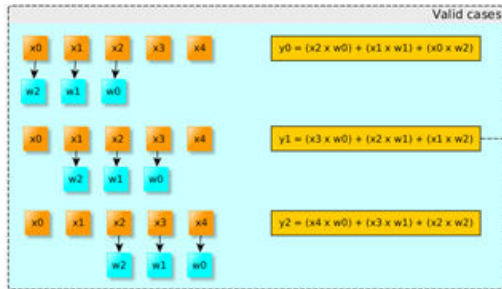 Valid cases
x0 x1 x2 x3 x4 y0 = (x2 x w0) + (x1 x w1) + (x0 x w2)
w2 w1 w0
x0 x1 x2 x3 x4 y1 = (x3 x w0) + (x2 x w1) + (x1 x w2)
w2 w1 w0
x0 x1 x2 x3 x4 y2 = (x4 x w0) + (x3 x w1) + (x2 x w2)
w2 w1 w0